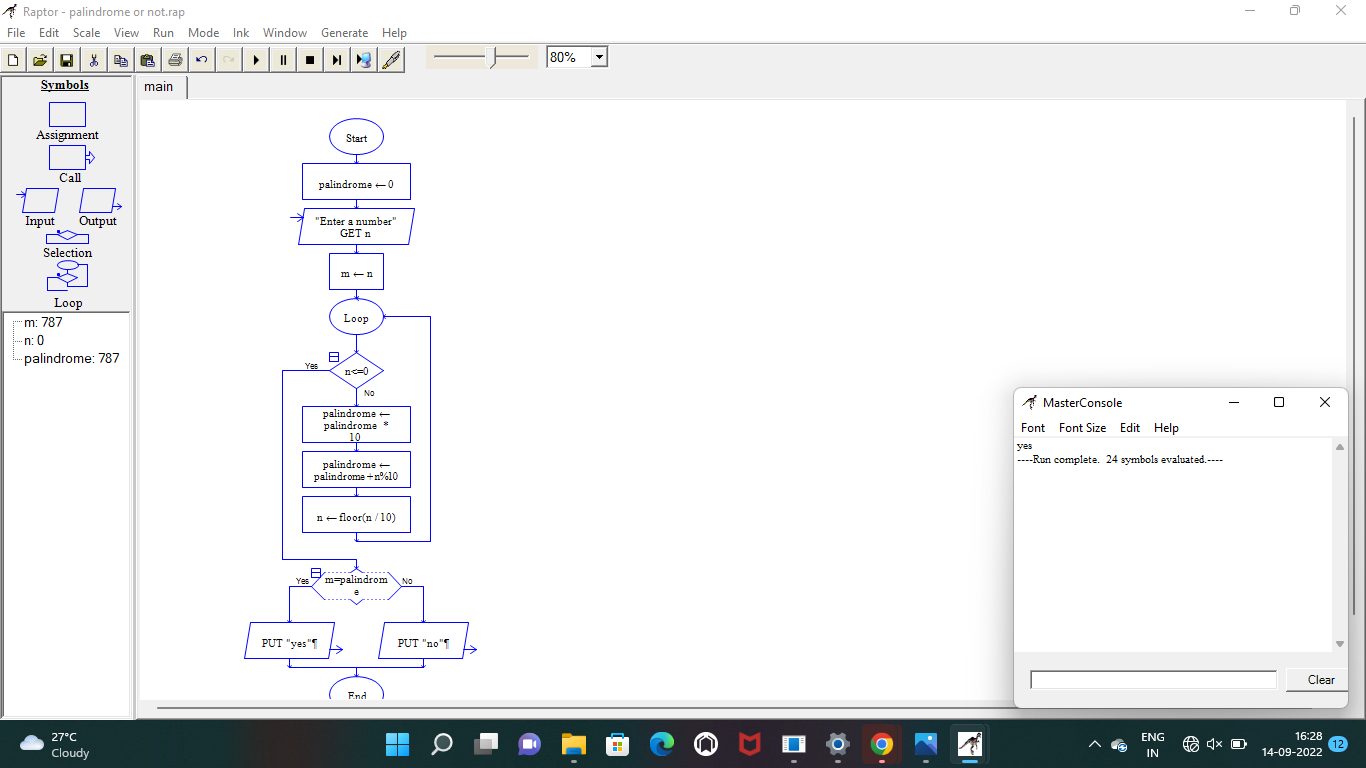 Raptor - palindrome or not.rap
File Edit Scale View Run Mode Ink Window Generate Help
80%
Symbols
Assignment
Call
Input Output
Selection
Loop
m: 787
n: 0
palindrome: 787
main
Start
palindrome ← 0
"Enter a number"
GET n
m ← n
Loop
Yes
n<=0
No
palindrome ←
palindrome *
10
palindrome ←
palindrome+n%10
n ← floor(n / 10)
Yes
m=palindrom
e
No
PUT "yes"¶
PUT "no"¶
End
MasterConsole
Font Font Size Edit Help
yes
----Run complete. 24 symbols evaluated.----
Clear
27°C
Cloudy
ENG
IN
16:28
14-09-2022
12